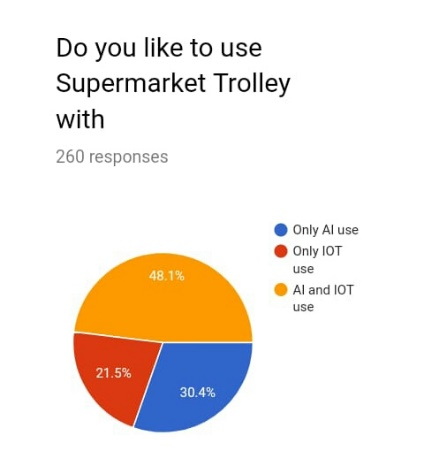 Do you like to use
Supermarket Trolley
with
260 responses
Only AI use
Only IOT
use
AI and IOT
use
48.1%
21.5%
30.4%